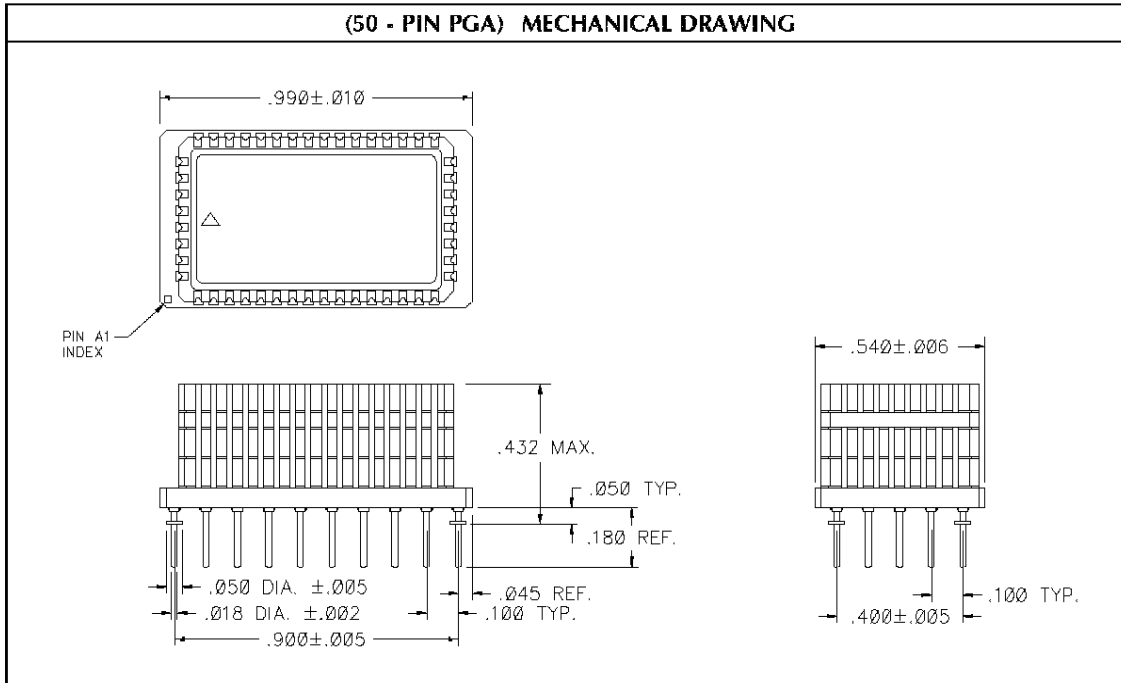 (50 - PIN PGA) MECHANICAL DRAWING
.990±.010
PIN A1
INDEX
.540±.006
.432 MAX.
.050 TYP.
.180 REF.
.050 DIA. ±.005
.045 REF.
.018 DIA. ±.002
.100 TYP.
.900±.005
.100 TYP.
.400±.005